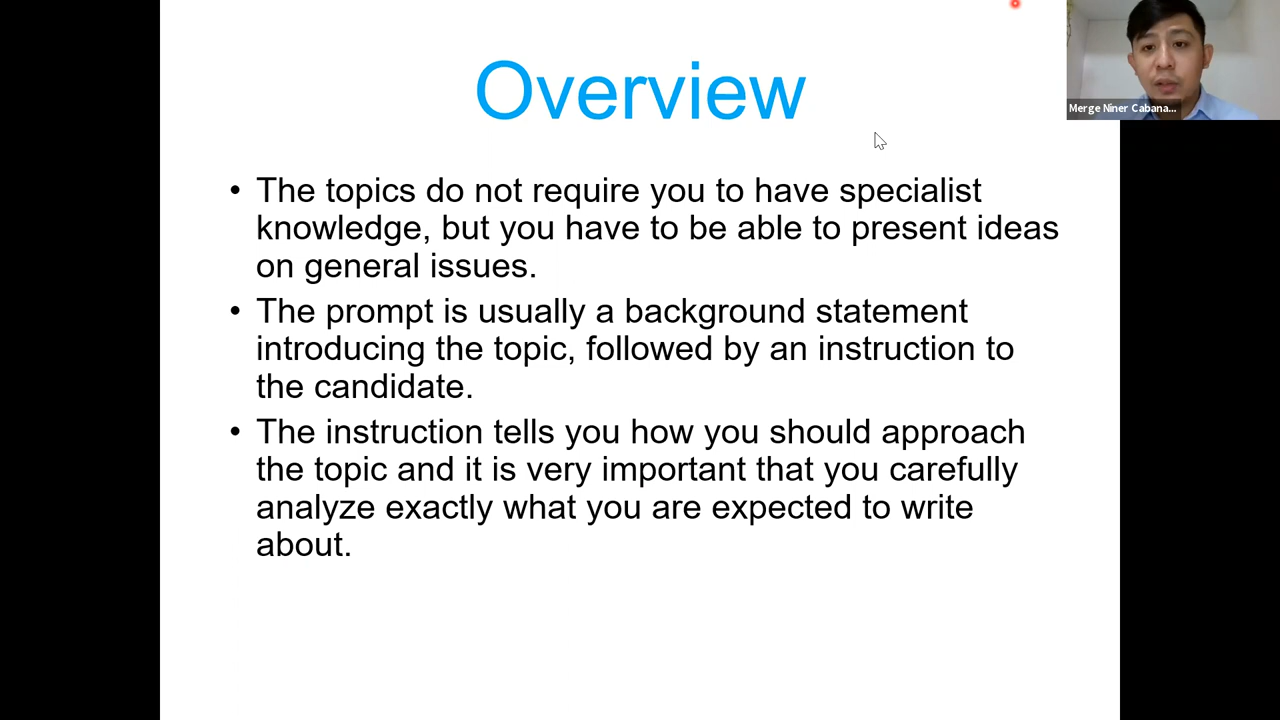 Overview
• The topics do not require you to have specialist
knowledge, but you have to be able to present ideas
on general issues.
• The prompt is usually a background statement
introducing the topic, followed by an instruction to
the candidate.
• The instruction tells you how you should approach
the topic and it is very important that you carefully
analyze exactly what you are expected to write
about.
Merge Niner Cabana...